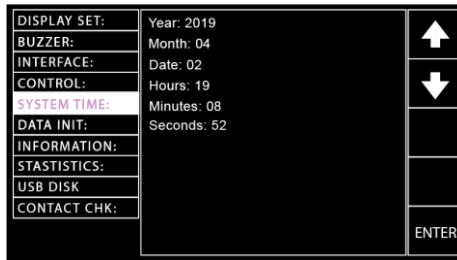 DISPLAY SET:
BUZZER:
INTERFACE:
CONTROL:
SYSTEM TIME:
DATA INIT:
INFORMATION:
STASTISTICS:
USB DISK
CONTACT CHK:
Year: 2019
Month: 04
Date: 02
Hours: 19
Minutes: 08
Seconds: 52
ENTER